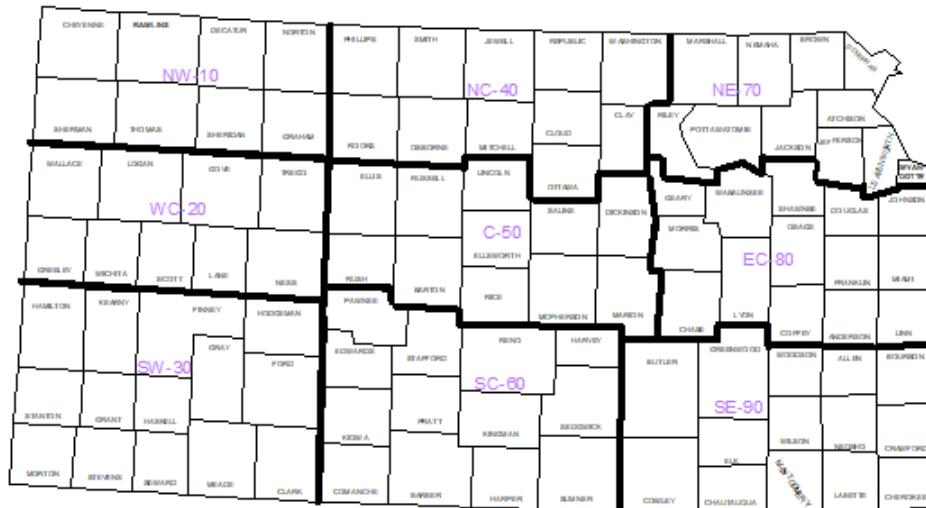 CHEYENNE RAWLINS DECATUR NORTON PHILLIPS SMITH JEWELL REPUBLIC WASHINGTON MARSHALL NEMAHA BROWN DONIPHAN
NW-10 NC-40 NE-70
SHERMAN THOMAS SHERIDAN GRAHAM ROOKS OSBORNE MITCHELL CLOUD CLAY RILEY POTTAWATOMIE JACKSON ATCHISON JEFFERSON LEAVENWORTH WYAN
DOTTE
WALLACE LOGAN GOVE TREGO ELLIS RUSSELL LINCOLN OTTAWA
WC-20 C-50 EC-80
SALINE DICKINSON GEARY WABAUNSEE SHAWNEE DOUGLAS JOHNSON
ELLSWORTH MORRIS OSAGE
GREELEY WICHITA SCOTT LANE NESS RUSH BARTON RICE MCPHERSON MARION CHASE LYON COFFEY FRANKLIN MIAMI ANDERSON LINN
HAMILTON KEARNY FINNEY HODGEMAN PAWNEE
SW-30 SC-60 SE-90
GRAY FORD EDWARDS STAFFORD RENO HARVEY BUTLER GREENWOOD WOODSON ALLEN BOURBON
STANTON GRANT HASKELL KIOWA PRATT KINGMAN SEDGWICK ELK WILSON NEOSHO CRAWFORD
MORTON STEVENS SEWARD MEADE CLARK COMANCHE BARBER HARPER SUMNER COWLEY CHAUTAUQUA MONTGOMERY LABETTE CHEROKEE